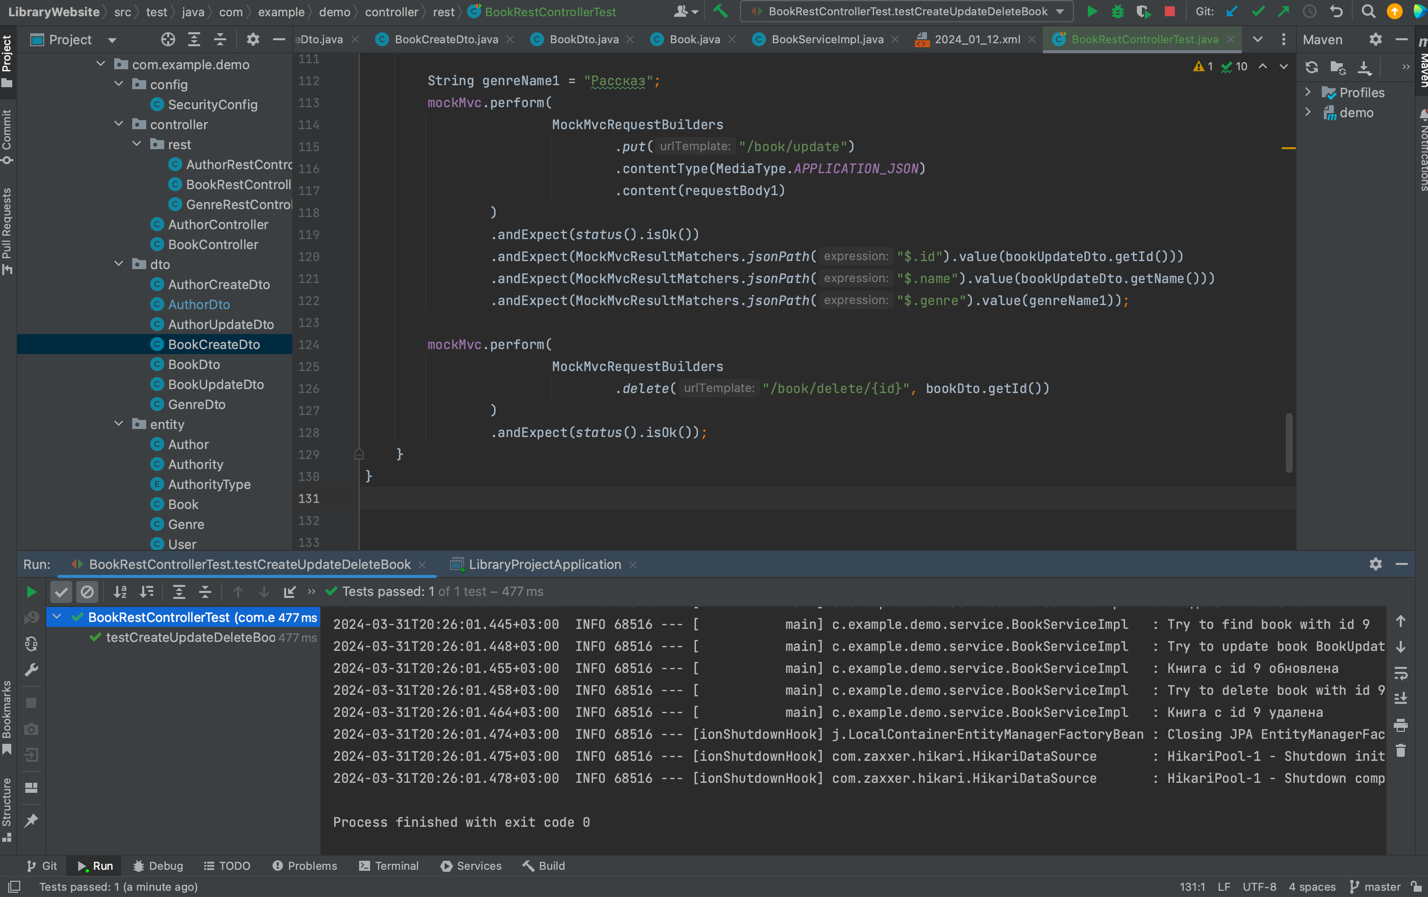 LibraryWebsite › src › test › java › com › example › demo › controller › rest › BookRestControllerTest
BookRestControllerTest.testCreateUpdateDeleteBook
Git:
Project
Dto.java
BookCreateDto.java
BookDto.java
Book.java
BookServiceImpl.java
2024_01_12.xml
BookRestControllerTest.java
Maven
Project
Commit
Pull Requests
com.example.demo
config
SecurityConfig
controller
rest
AuthorRestContro
BookRestControll
GenreRestControl
AuthorController
BookController
dto
AuthorCreateDto
AuthorDto
AuthorUpdateDto
BookCreateDto
BookDto
BookUpdateDto
GenreDto
entity
Author
Authority
AuthorityType
Book
Genre
User
1 10
111
112 String genreName1 = "Рассказ";
113 mockMvc.perform(
114 MockMvcRequestBuilders
115 .put( urlTemplate: "/book/update")
116 .contentType(MediaType.APPLICATION_JSON)
117 .content(requestBody1)
118 )
119 .andExpect(status().isOk())
120 .andExpect(MockMvcResultMatchers.jsonPath( expression: "$.id").value(bookUpdateDto.getId()))
121 .andExpect(MockMvcResultMatchers.jsonPath( expression: "$.name").value(bookUpdateDto.getName()))
122 .andExpect(MockMvcResultMatchers.jsonPath( expression: "$.genre").value(genreName1));
123
124 mockMvc.perform(
125 MockMvcRequestBuilders
126 .delete( urlTemplate: "/book/delete/{id}", bookDto.getId())
127 )
128 .andExpect(status().isOk());
129 }
130 }
131
132
133
Profiles
demo
Maven
Notifications
Run: BookRestControllerTest.testCreateUpdateDeleteBook
LibraryProjectApplication
Tests passed: 1 of 1 test – 477 ms
BookRestControllerTest (com.e 477 ms
testCreateUpdateDeleteBoo 477 ms
2024-03-31T20:26:01.445+03:00 INFO 68516 --- [ main] c.example.demo.service.BookServiceImpl : Try to find book with id 9
2024-03-31T20:26:01.448+03:00 INFO 68516 --- [ main] c.example.demo.service.BookServiceImpl : Try to update book BookUpdat
2024-03-31T20:26:01.455+03:00 INFO 68516 --- [ main] c.example.demo.service.BookServiceImpl : Книга с id 9 обновлена
2024-03-31T20:26:01.458+03:00 INFO 68516 --- [ main] c.example.demo.service.BookServiceImpl : Try to delete book with id 9
2024-03-31T20:26:01.464+03:00 INFO 68516 --- [ main] c.example.demo.service.BookServiceImpl : Книга с id 9 удалена
2024-03-31T20:26:01.474+03:00 INFO 68516 --- [ionShutdownHook] j.LocalContainerEntityManagerFactoryBean : Closing JPA EntityManagerFac
2024-03-31T20:26:01.475+03:00 INFO 68516 --- [ionShutdownHook] com.zaxxer.hikari.HikariDataSource : HikariPool-1 - Shutdown init
2024-03-31T20:26:01.478+03:00 INFO 68516 --- [ionShutdownHook] com.zaxxer.hikari.HikariDataSource : HikariPool-1 - Shutdown comp
Process finished with exit code 0
Bookmarks
Structure
Git
Run
Debug
TODO
Problems
Terminal
Services
Build
Tests passed: 1 (a minute ago)
131:1 LF UTF-8 4 spaces master